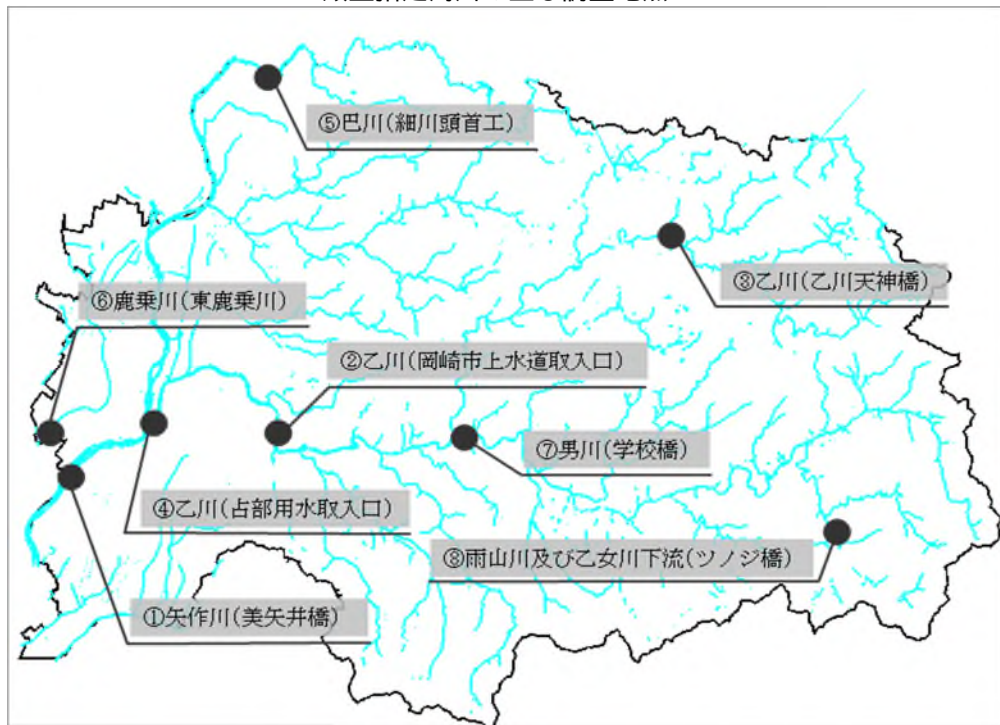 ⑤巴川(細川頭首工)
③乙川(乙川天神橋)
⑥鹿乗川(東鹿乗川)
②乙川(岡崎市上水道取入口)
⑦男川(学校橋)
④乙川(占部用水取入口)
⑧雨山川及び乙女川下流(ツノジ橋)
①矢作川(美矢井橋)